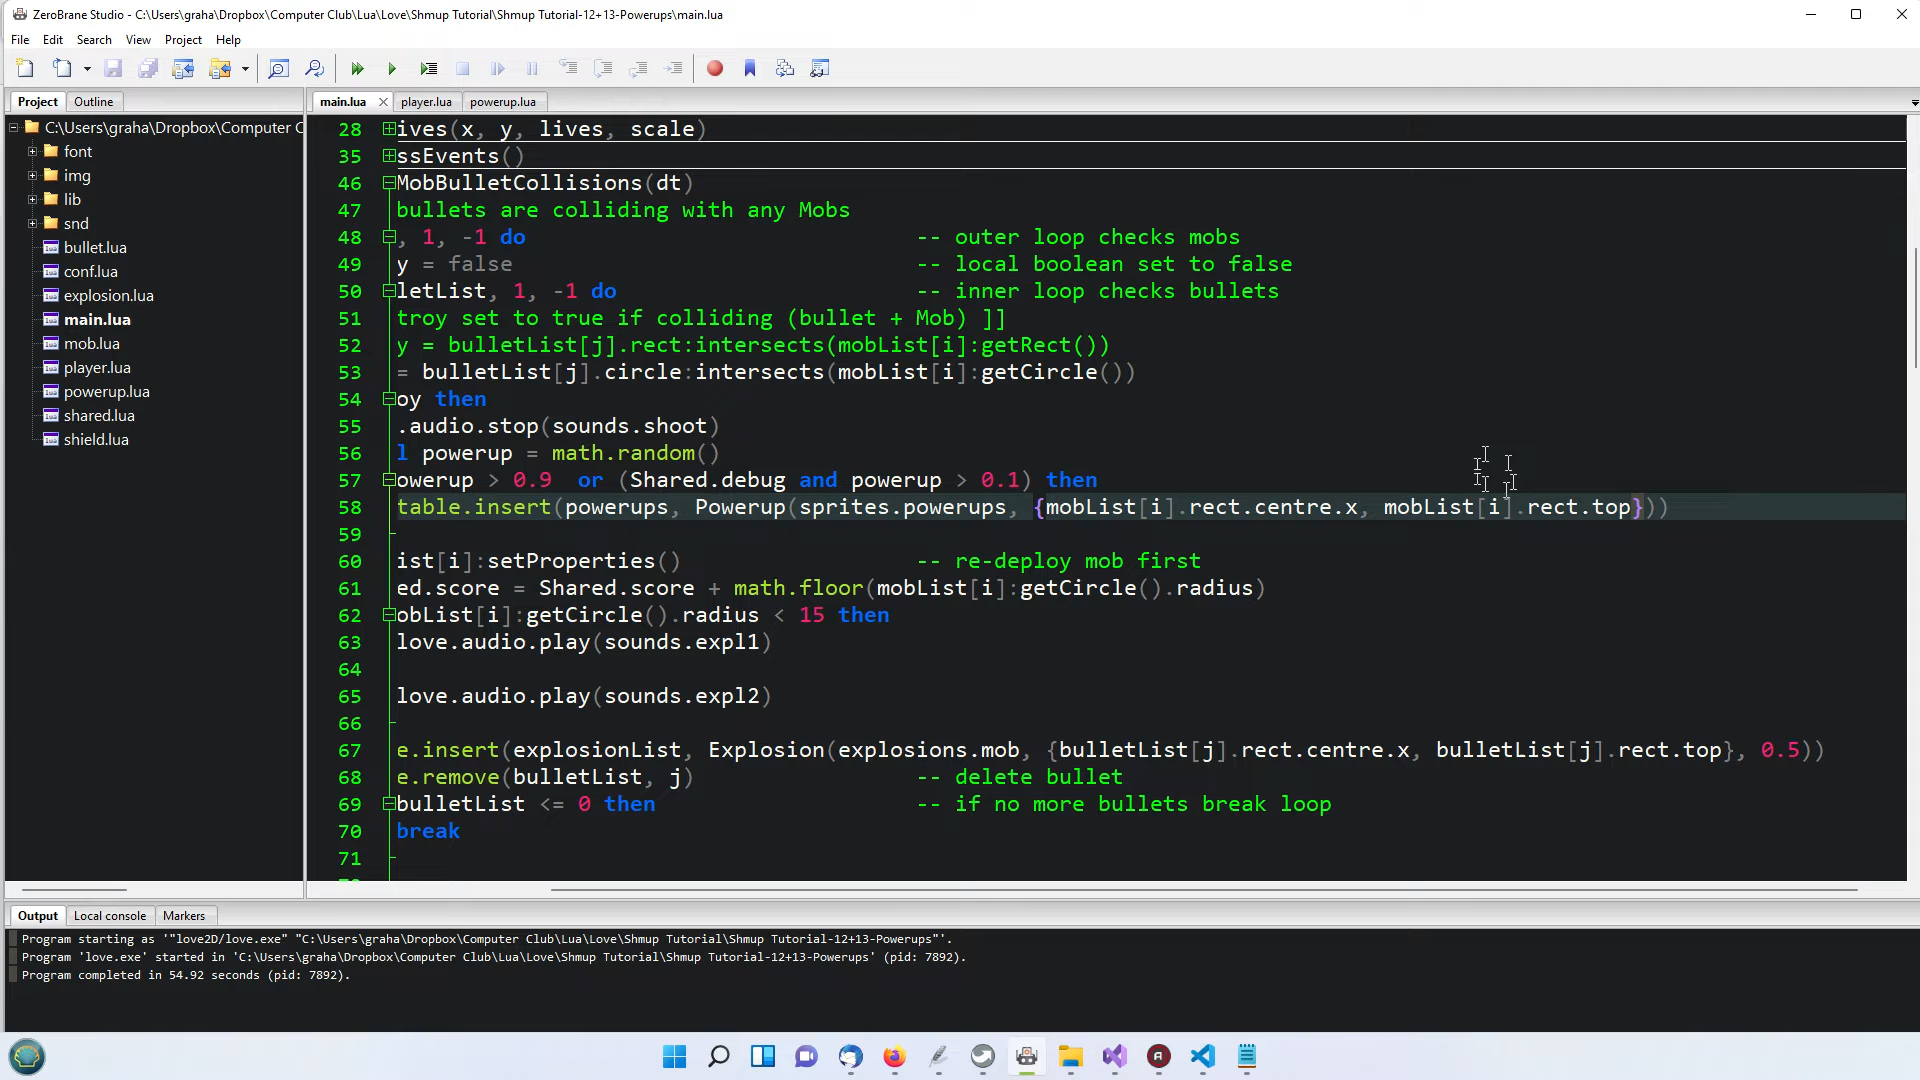 ZeroBrane Studio - C:\Users\graha\Dropbox\Computer Club\Lua\Love\Shmup Tutorial\Shmup Tutorial-12+13-Powerups\main.lua
File Edit Search View Project Help
Project Outline
main.lua player.lua powerup.lua
C:\Users\graha\Dropbox\Computer C
font
img
lib
snd
bullet.lua
conf.lua
explosion.lua
main.lua
mob.lua
player.lua
powerup.lua
shared.lua
shield.lua
28 ives(x, y, lives, scale)
35 ssEvents()
46 MobBulletCollisions(dt)
47 bullets are colliding with any Mobs
48 , 1, -1 do -- outer loop checks mobs
49 y = false -- local boolean set to false
50 letList, 1, -1 do -- inner loop checks bullets
51 troy set to true if colliding (bullet + Mob) ]]
52 y = bulletList[j].rect:intersects(mobList[i]:getRect())
53 = bulletList[j].circle:intersects(mobList[i]:getCircle())
54 oy then
55 .audio.stop(sounds.shoot)
56 l powerup = math.random()
57 owerup > 0.9 or (Shared.debug and powerup > 0.1) then
58 table.insert(powerups, Powerup(sprites.powerups, {mobList[i].rect.centre.x, mobList[i].rect.top}))
59
60 ist[i]:setProperties() -- re-deploy mob first
61 ed.score = Shared.score + math.floor(mobList[i]:getCircle().radius)
62 obList[i]:getCircle().radius < 15 then
63 love.audio.play(sounds.expl1)
64
65 love.audio.play(sounds.expl2)
66
67 e.insert(explosionList, Explosion(explosions.mob, {bulletList[j].rect.centre.x, bulletList[j].rect.top}, 0.5))
68 e.remove(bulletList, j) -- delete bullet
69 bulletList <= 0 then -- if no more bullets break loop
70 break
71
Output Local console Markers
Program starting as '"love2D/love.exe" "C:\Users\graha\Dropbox\Computer Club\Lua\Love\Shmup Tutorial\Shmup Tutorial-12+13-Powerups"'.
Program 'love.exe' started in 'C:\Users\graha\Dropbox\Computer Club\Lua\Love\Shmup Tutorial\Shmup Tutorial-12+13-Powerups' (pid: 7892).
Program completed in 54.92 seconds (pid: 7892).